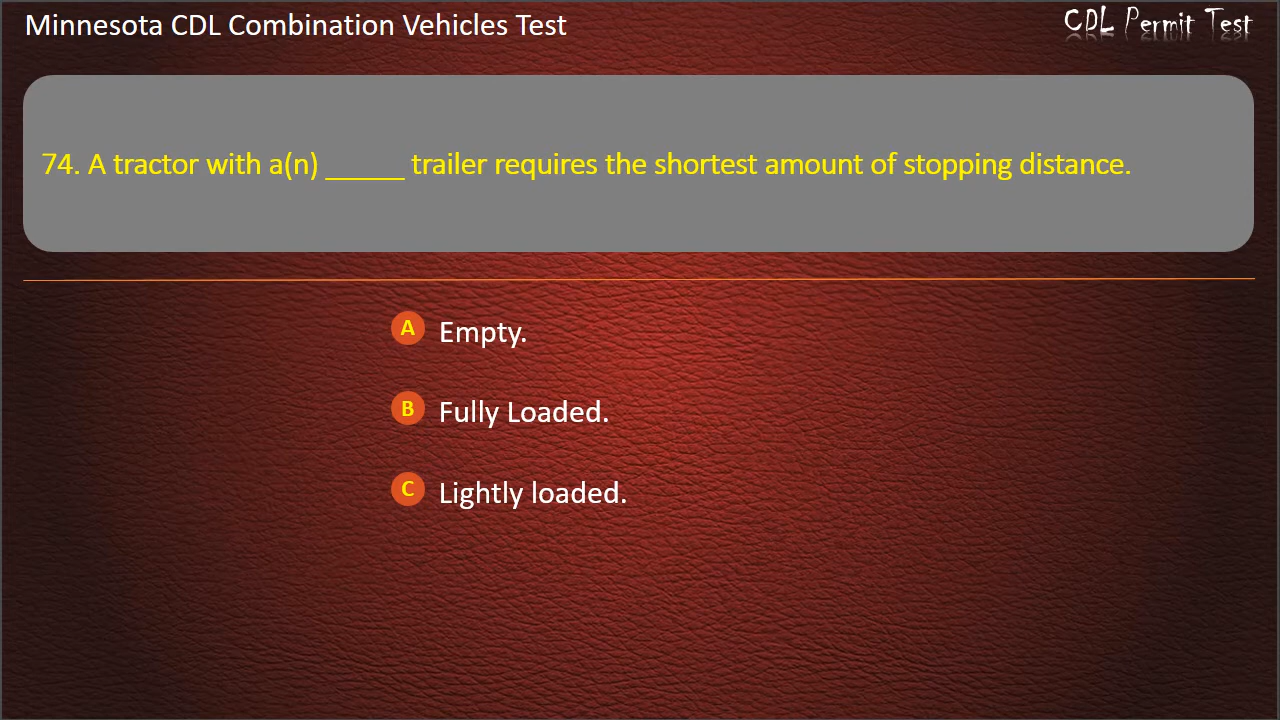 Minnesota CDL Combination Vehicles Test
CDL Permit Test
74. A tractor with a(n) _____ trailer requires the shortest amount of stopping distance.
A Empty.
B Fully Loaded.
C Lightly loaded.